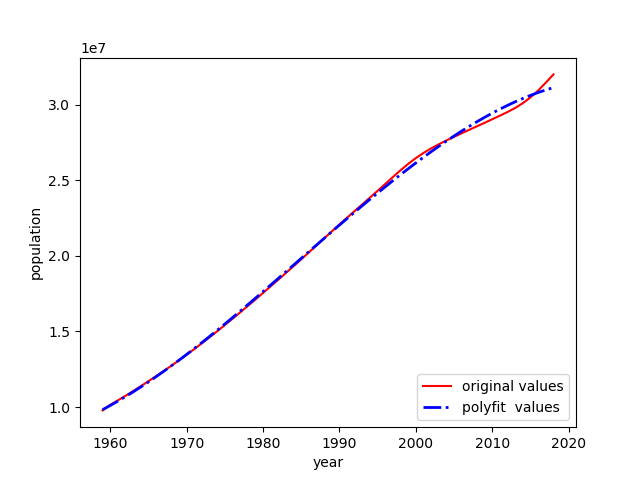 1e7
3.0
2.5
2.0
1.5
1.0
population
1960 1970 1980 1990 2000 2010 2020
year
original values
polyfit  values